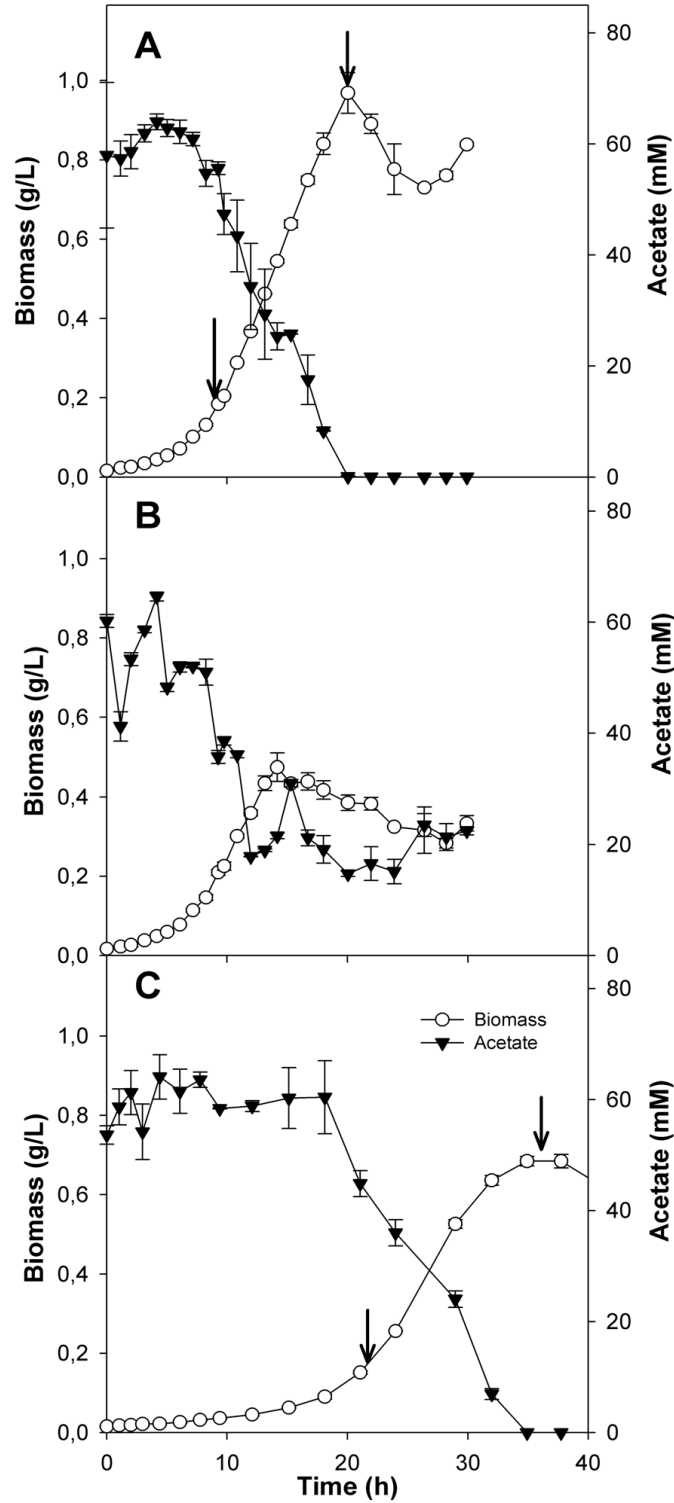 A
Biomass (g/L)
1,0
0,8
0,6
0,4
0,2
0,0
80
60
40
20
0
Acetate (mM)
B
Biomass (g/L)
1,0
0,8
0,6
0,4
0,2
0,0
80
60
40
20
0
Acetate (mM)
C
Biomass
Acetate
Biomass (g/L)
1,0
0,8
0,6
0,4
0,2
0,0
80
60
40
20
0
Acetate (mM)
0 10 20 30 40
Time (h)